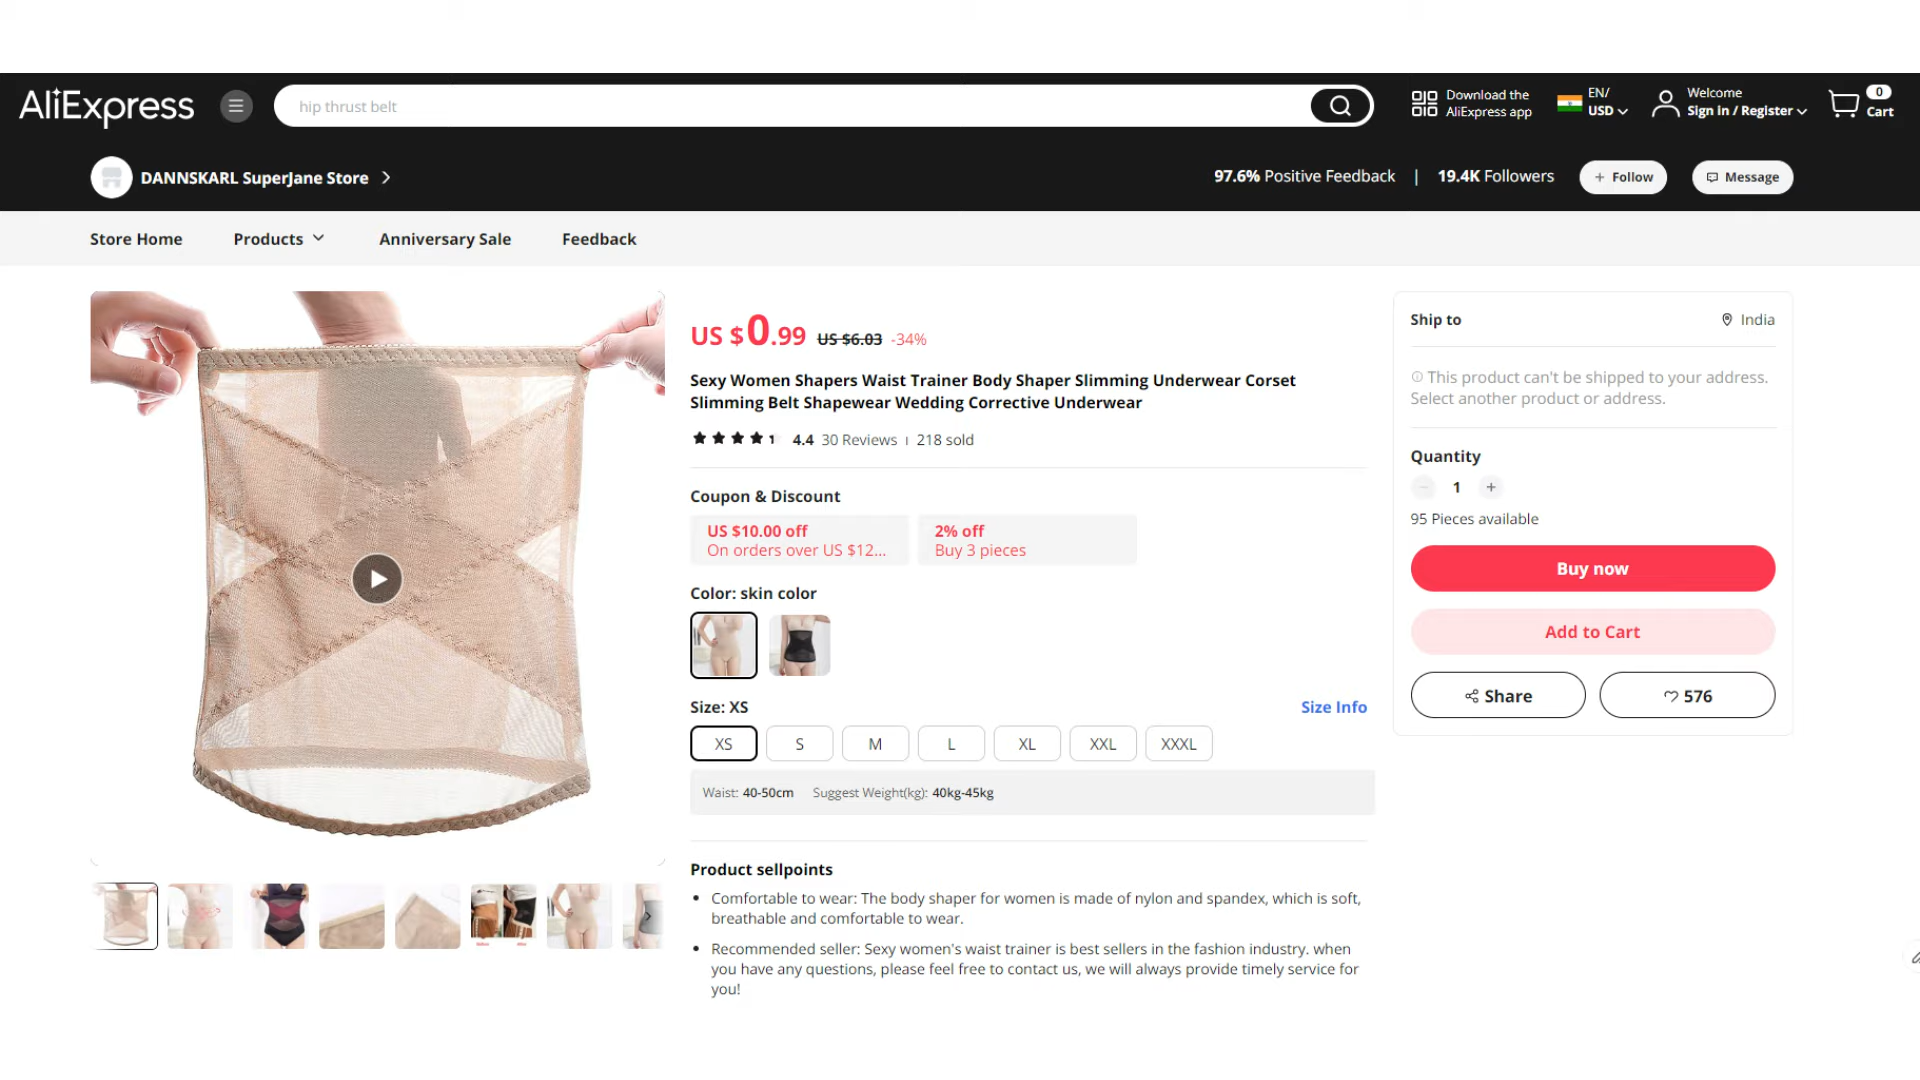 AliExpress
hip thrust belt
Download the
AliExpress app
EN/
USD
Welcome
Sign in / Register
0
Cart
DANNSKARL SuperJane Store
97.6% Positive Feedback | 19.4K Followers
+ Follow
Message
Store Home
Products
Anniversary Sale
Feedback
US $0.99 US $6.03 -34%
Sexy Women Shapers Waist Trainer Body Shaper Slimming Underwear Corset
Slimming Belt Shapewear Wedding Corrective Underwear
4.4 30 Reviews 218 sold
Coupon & Discount
US $10.00 off
On orders over US $12...
2% off
Buy 3 pieces
Color: skin color
Size: XS
Size Info
XS
S
M
L
XL
XXL
XXXL
Waist: 40-50cm Suggest Weight(kg): 40kg-45kg
Product sellpoints
• Comfortable to wear: The body shaper for women is made of nylon and spandex, which is soft,
breathable and comfortable to wear.
• Recommended seller: Sexy women's waist trainer is best sellers in the fashion industry. when
you have any questions, please feel free to contact us, we will always provide timely service for
you!
Ship to
India
This product can't be shipped to your address.
Select another product or address.
Quantity
- 1 +
95 Pieces available
Buy now
Add to Cart
Share
576